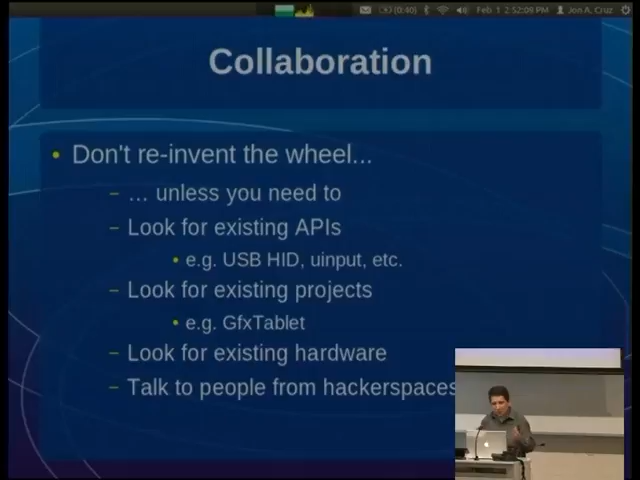 (0:40) Feb 1 2:52:08 PM Jon A. Cruz
Collaboration
• Don't re-invent the wheel...
– ... unless you need to
– Look for existing APIs
• e.g. USB HID, uinput, etc.
– Look for existing projects
• e.g. GfxTablet
– Look for existing hardware
– Talk to people from hackerspaces